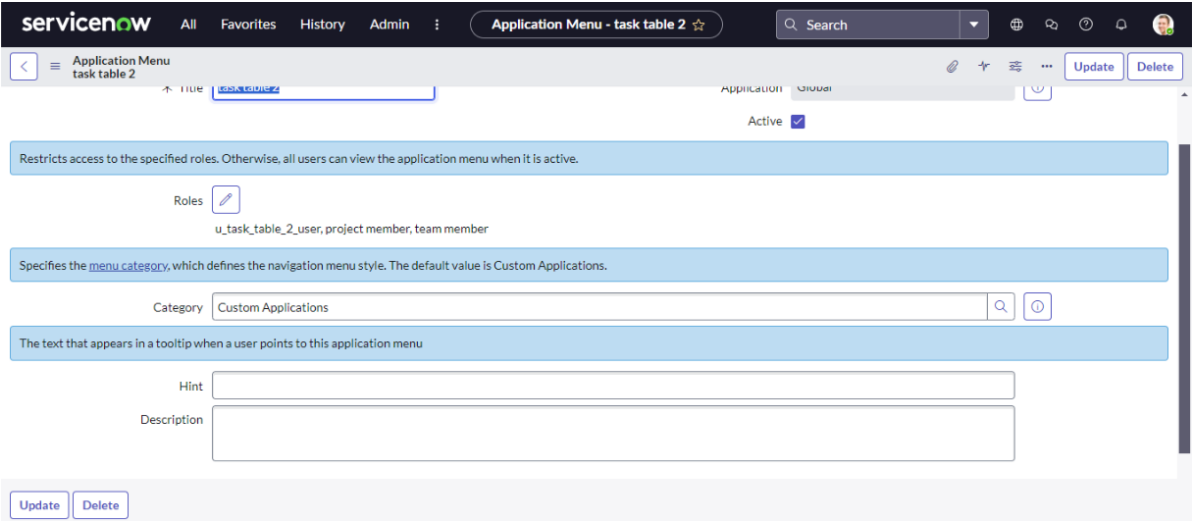 servicenow All Favorites History Admin Application Menu - task table 2 Search
Application Menu
task table 2
Update Delete
Title task table 2 Application Global
Active
Restricts access to the specified roles. Otherwise, all users can view the application menu when it is active.
Roles
u_task_table_2_user, project member, team member
Specifies the menu category, which defines the navigation menu style. The default value is Custom Applications.
Category Custom Applications
The text that appears in a tooltip when a user points to this application menu
Hint
Description
Update Delete